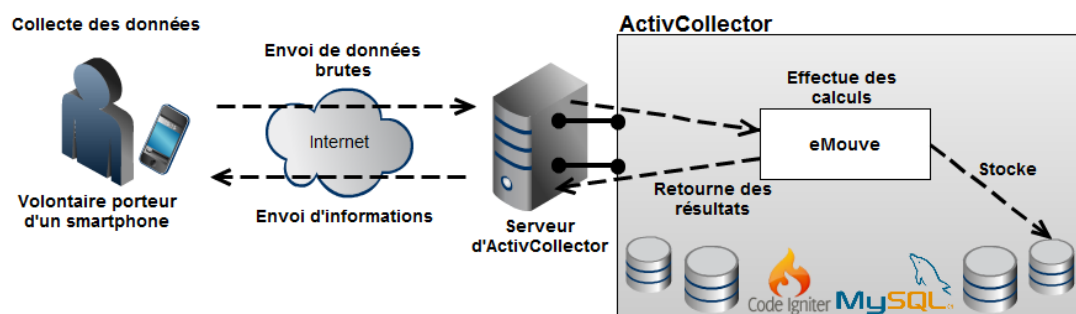 Collecte des données
Volontaire porteur
d'un smartphone
Envoi de données
brutes
Internet
Envoi d'informations
Serveur
d'ActivCollector
ActivCollector
Effectue des
calculs
eMouve
Retourne des
résultats
Stocke
Code Igniter
MySQL